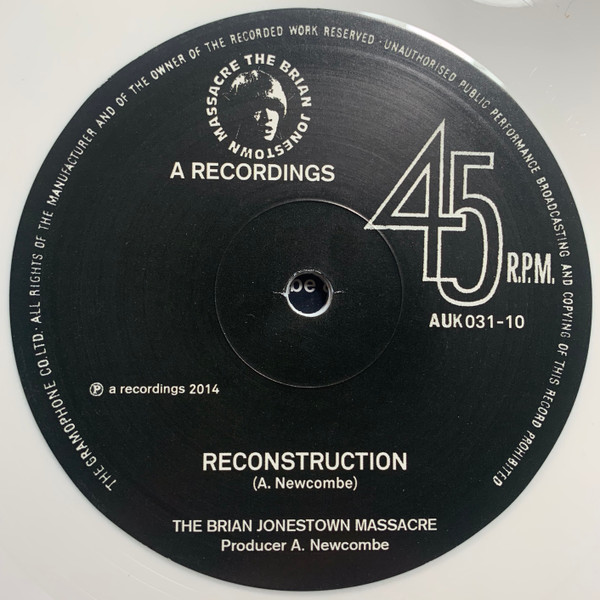 THE GRAMOPHONE CO.LTD. ALL RIGHTS OF THE MANUFACTURER AND OF THE OWNER OF THE RECORDED WORK RESERVED · UNAUTHORISED PUBLIC PERFORMANCE BROADCASTING AND COPYING OF THIS RECORD PROHIBITED
THE BRIAN JONESTOWN MASSACRE
A RECORDINGS
45
R.P.M.
AUK031-10
be
℗ a recordings 2014
RECONSTRUCTION
(A. Newcombe)
THE BRIAN JONESTOWN MASSACRE
Producer A. Newcombe